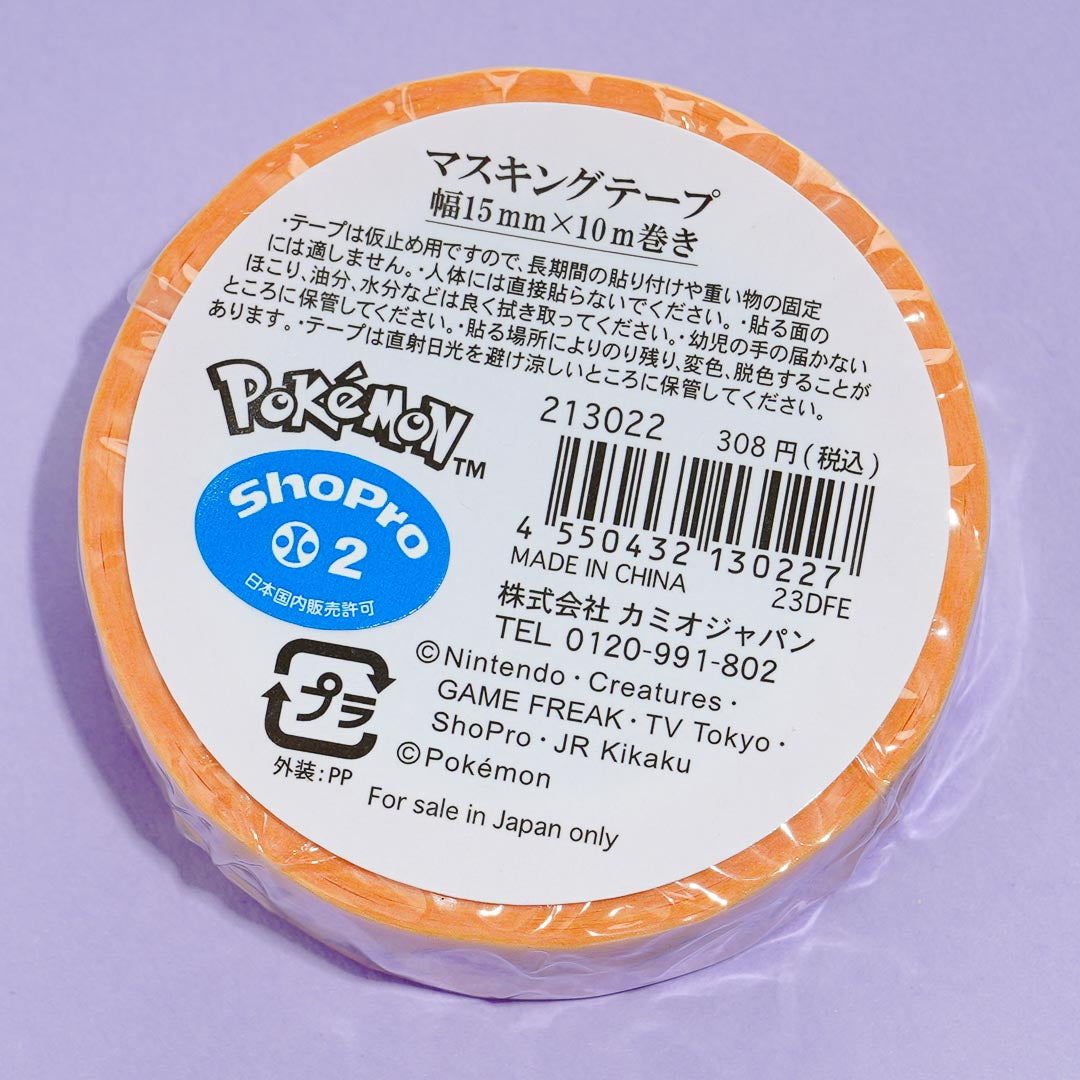 マスキングテープ
幅15mm×10m巻き
・テープは仮止め用ですので、長期間の貼り付けや重い物の固定
には適しません。・人体には直接貼らないでください。・貼る面の
ほこり、油分、水分などは良く拭き取ってください。・幼児の手の届かない
ところに保管してください。・貼る場所によりのり残り、変色、脱色することが
あります。・テープは直射日光を避け涼しいところに保管してください。
POKéMON™
213022 308円(税込)
4 550432 130227
MADE IN CHINA 23DFE
ShoPro
2
日本国内販売許可
株式会社 カミオジャパン
TEL 0120-991-802
プラ
外装:PP
©Nintendo・Creatures・
GAME FREAK・TV Tokyo・
ShoPro・JR Kikaku
©Pokémon
For sale in Japan only